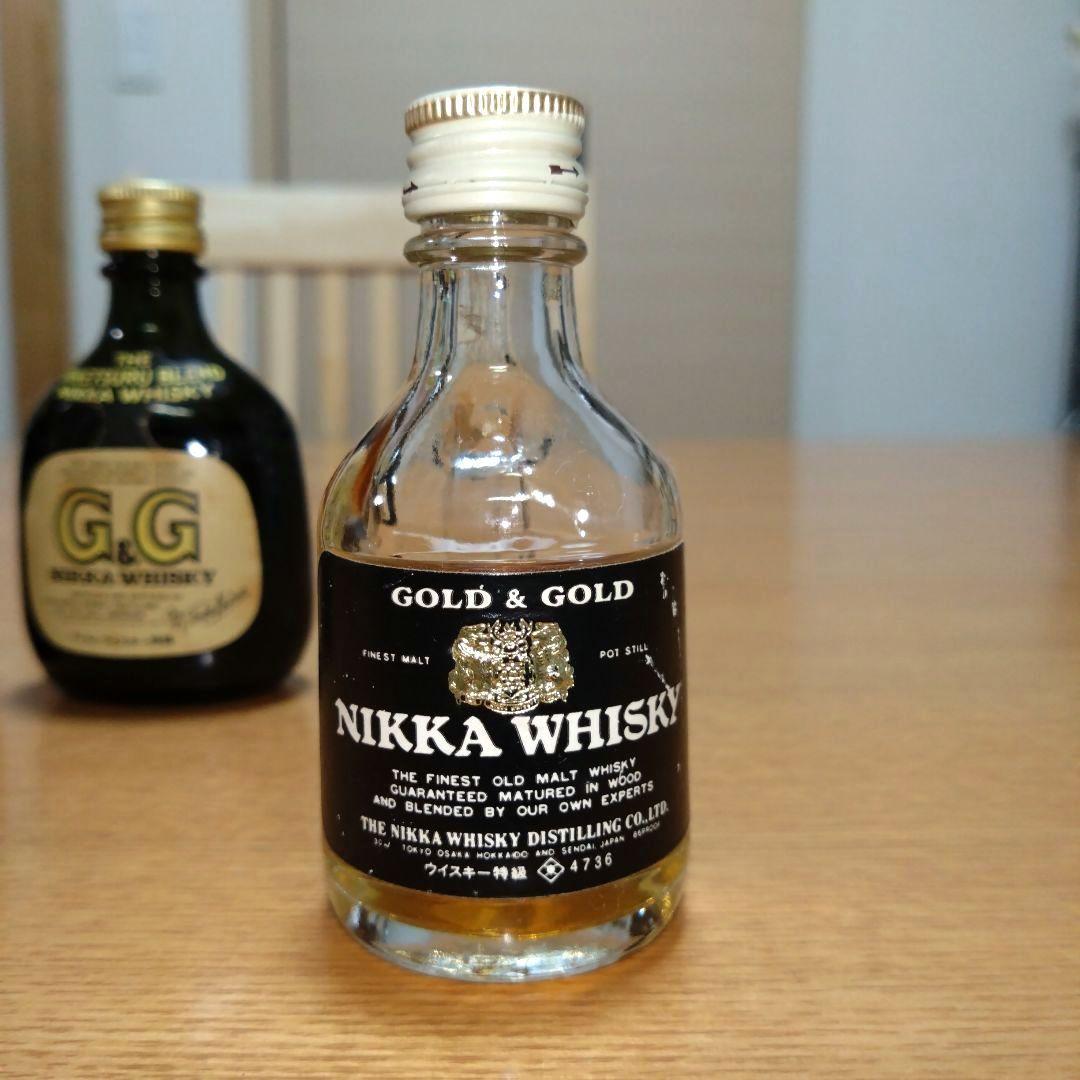 GOLD & GOLD
FINEST MALT POT STILL
NIKKA WHISKY
THE FINEST OLD MALT WHISKY
GUARANTEED MATURED IN WOOD
AND BLENDED BY OUR OWN EXPERTS
THE NIKKA WHISKY DISTILLING CO.,LTD.
TOKYO OSAKA HOKKAIDO AND SENDAI, JAPAN 86PROOF
ウイスキー特級 4736
THE
BLEND
NIKKA WHISKY
G&G
NIKKA WHISKY